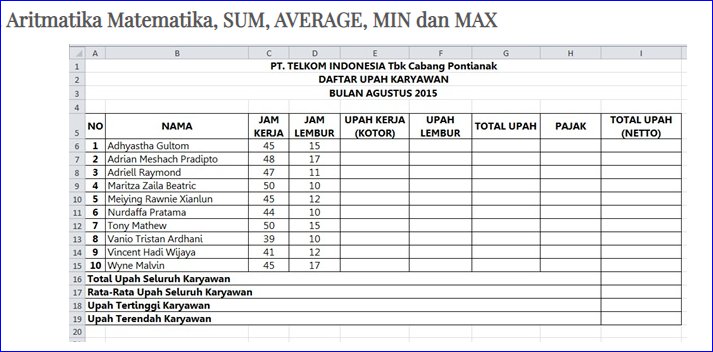 Aritmatika Matematika, SUM, AVERAGE, MIN dan MAX
A B C D E F G H I
1 PT. TELKOM INDONESIA Tbk Cabang Pontianak
2 DAFTAR UPAH KARYAWAN
3 BULAN AGUSTUS 2015
4
5 NO NAMA JAM KERJA JAM LEMBUR UPAH KERJA (KOTOR) UPAH LEMBUR TOTAL UPAH PAJAK TOTAL UPAH (NETTO)
6 1 Adhyastha Gultom 45 15
7 2 Adrian Meshach Pradipto 48 17
8 3 Adriell Raymond 47 11
9 4 Maritza Zaila Beatric 50 10
10 5 Meiying Rawnie Xianlun 45 12
11 6 Nurdaffa Pratama 44 10
12 7 Tony Mathew 50 15
13 8 Vanio Tristan Ardhani 39 10
14 9 Vincent Hadi Wijaya 41 12
15 10 Wyne Malvin 45 17
16 Total Upah Seluruh Karyawan
17 Rata-Rata Upah Seluruh Karyawan
18 Upah Tertinggi Karyawan
19 Upah Terendah Karyawan
20